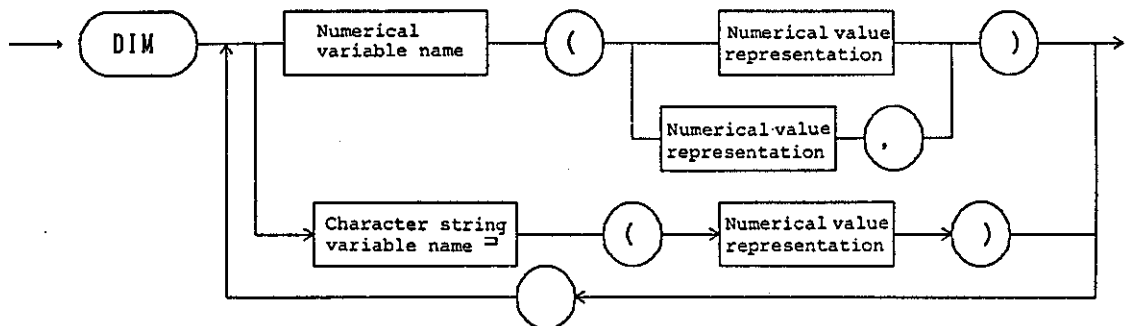 DIM
Numerical
variable name
(
Numerical value
representation
)
Numerical value
representation
,
Character string
variable name
(
Numerical value
representation
)